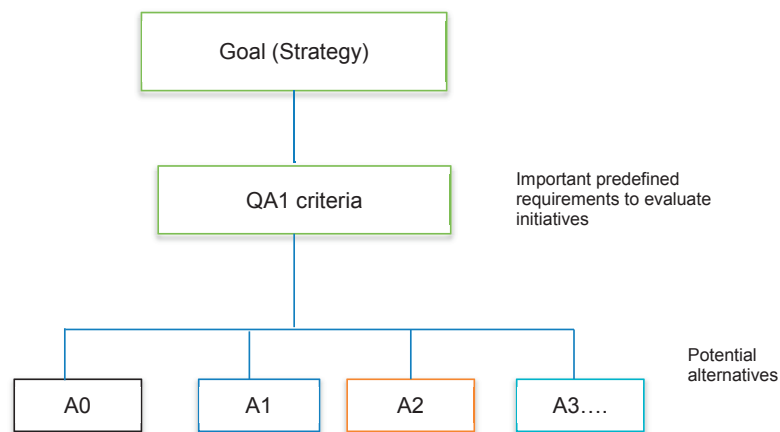 Goal (Strategy)
QA1 criteria
Important predefined
requirements to evaluate
initiatives
Potential
alternatives
A0
A1
A2
A3….